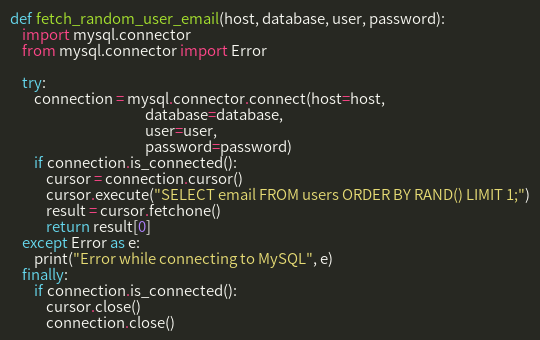 def fetch_random_user_email(host, database, user, password):
    import mysql.connector
    from mysql.connector import Error

    try:
        connection = mysql.connector.connect(host=host,
                                             database=database,
                                             user=user,
                                             password=password)
        if connection.is_connected():
            cursor = connection.cursor()
            cursor.execute("SELECT email FROM users ORDER BY RAND() LIMIT 1;")
            result = cursor.fetchone()
            return result[0]
    except Error as e:
        print("Error while connecting to MySQL", e)
    finally:
        if connection.is_connected():
            cursor.close()
            connection.close()